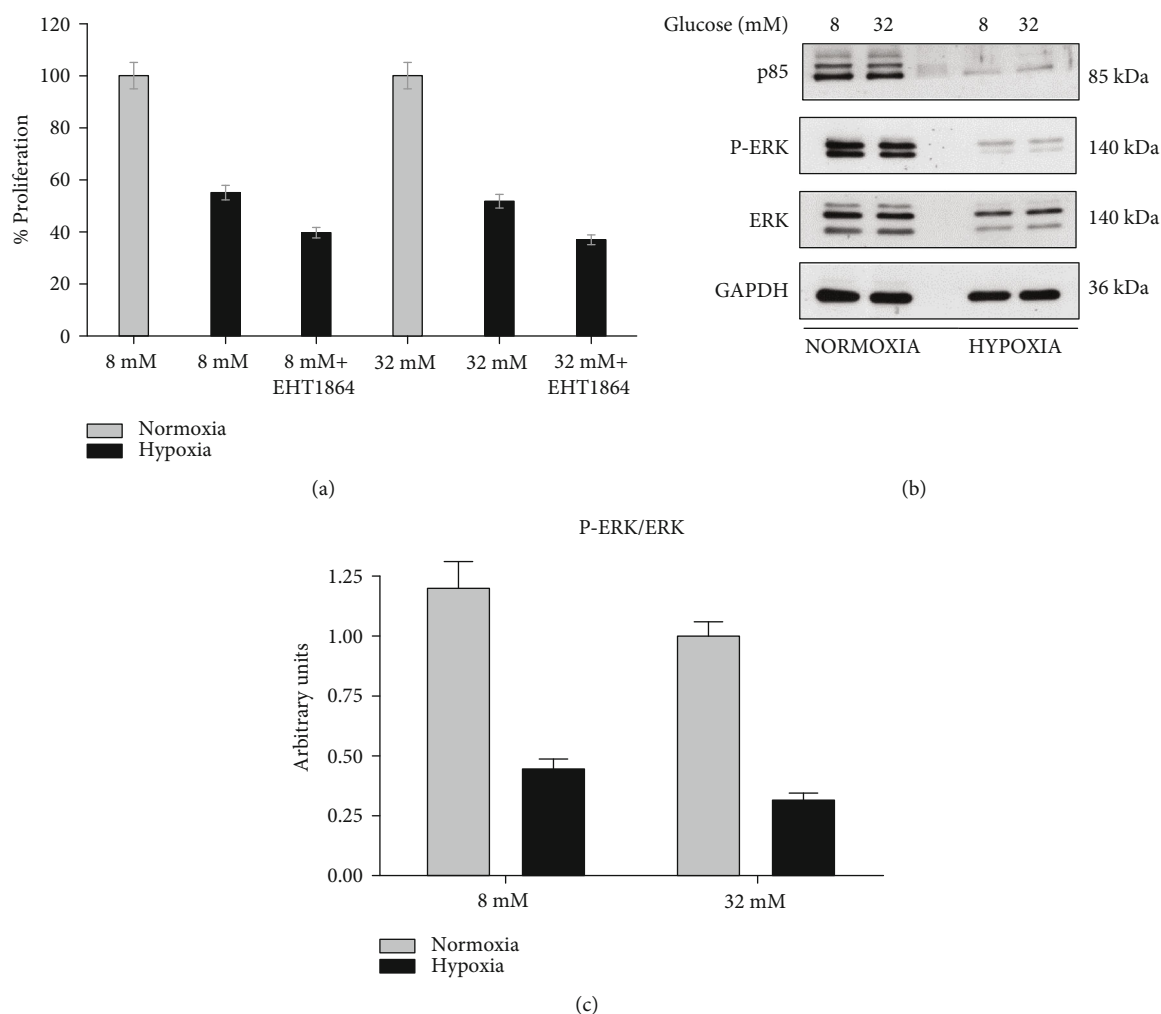 120
100
80
60
40
20
0
% Proliferation
8 mM
8 mM
8 mM+
EHT1864
32 mM
32 mM
32 mM+
EHT1864
Normoxia
Hypoxia
(a)
Glucose (mM) 8 32 8 32
p85 85 kDa
P-ERK 140 kDa
ERK 140 kDa
GAPDH 36 kDa
NORMOXIA HYPOXIA
(b)
P-ERK/ERK
1.25
1.00
0.75
0.50
0.25
0.00
Arbitrary units
8 mM 32 mM
Normoxia
Hypoxia
(c)